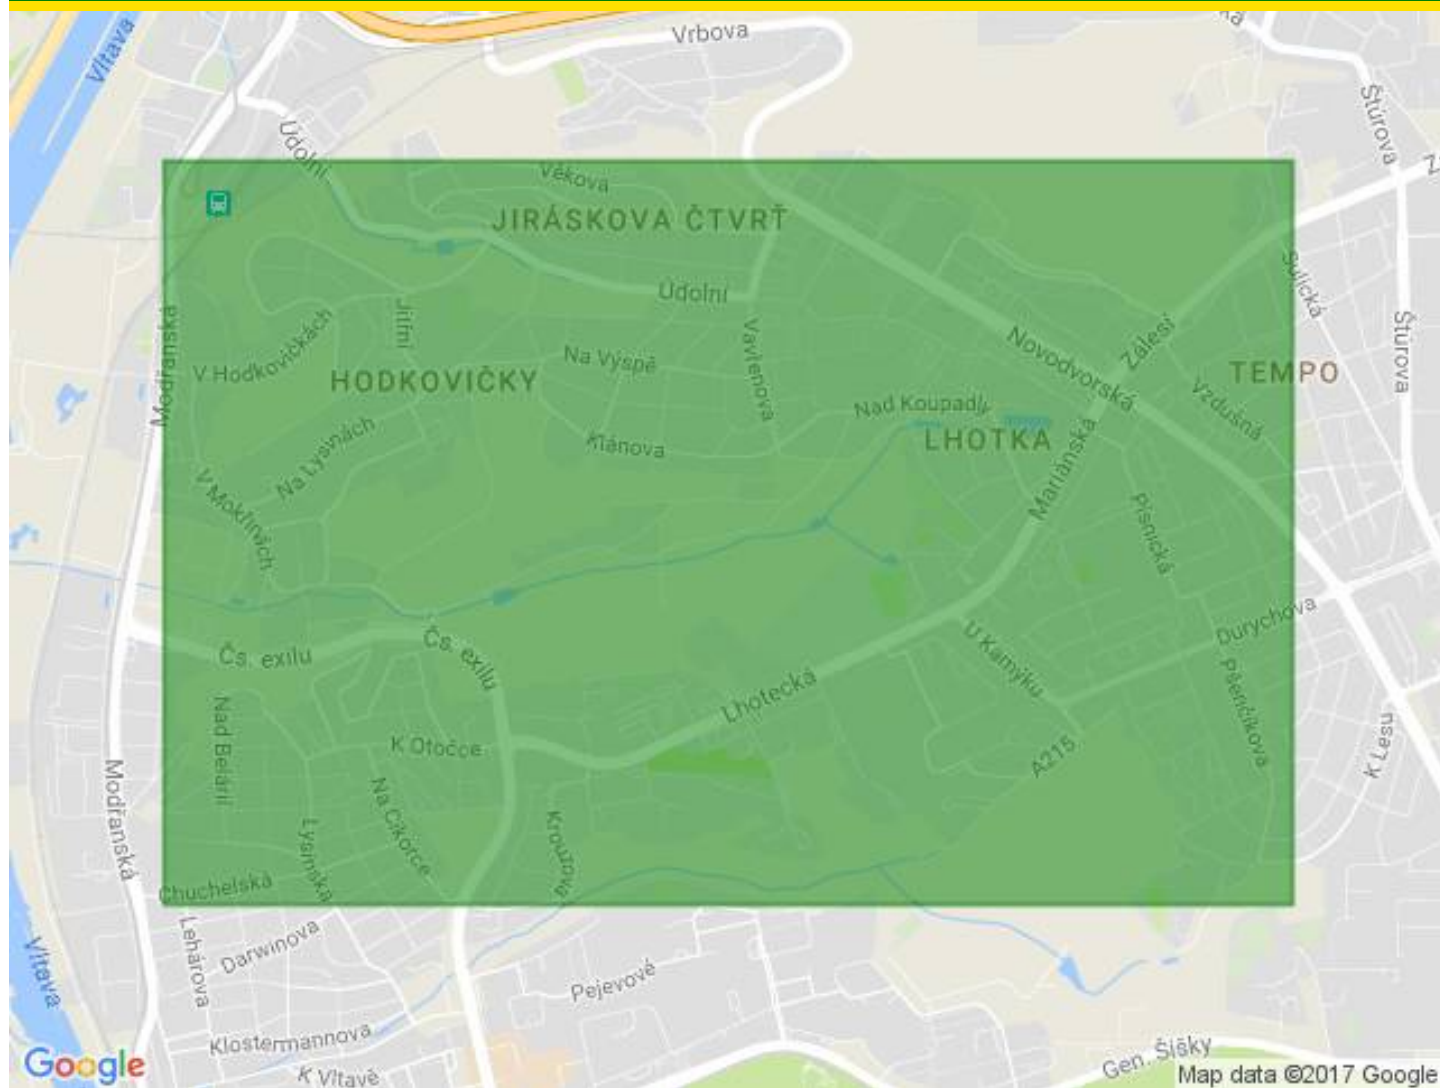 Vltava
Vrbova
Štúrova
Údolní
Věkova
JIRÁSKOVA ČTVRŤ
Sulická
Údolní
Modřanská
Jitřní
V Hodkovičkách
Na Výspě
Vavřenova
Novodvorská
Zálesí
Štúrova
HODKOVIČKY
TEMPO
Nad Koupadly
Vzdušná
LHOTKA
Klánova
Na Lysinách
Mariánská
V Mokřinách
Písnická
Čs. exilu
Čs. exilu
U Kamýku
Durychova
Pšenčíkova
Lhotecká
Nad Belárií
K Otočce
A215
K Lesu
Modřanská
Na Cikorce
Lysinská
Krouzova
Chuchelská
Lehárova
Darwinova
Vltava
Pejevové
Klostermannova
Gen. Šišky
Google
K Vltavě
Map data ©2017 Google